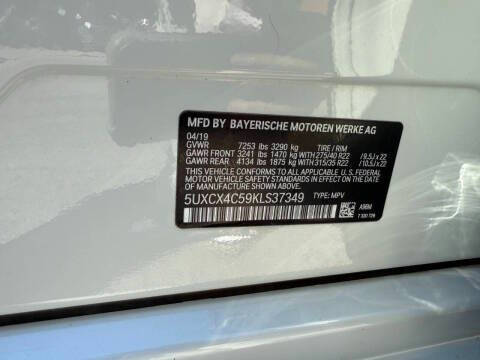 MFD BY BAYERISCHE MOTOREN WERKE AG
04/19
GVWR 7253 lbs 3290 kg TIRE / RIM
GAWR FRONT 3241 lbs 1470 kg WITH 275/40 R22 / 9.5J x 22
GAWR REAR 4134 lbs 1875 kg WITH 315/35 R22 / 10.5J x 22
THIS VEHICLE CONFORMS TO ALL APPLICABLE U.S. FEDERAL
MOTOR VEHICLE SAFETY STANDARDS IN EFFECT ON THE
DATE OF MANUFACTURE SHOWN ABOVE.
5UXCX4C59KLS37349 TYPE: MPV
A96M